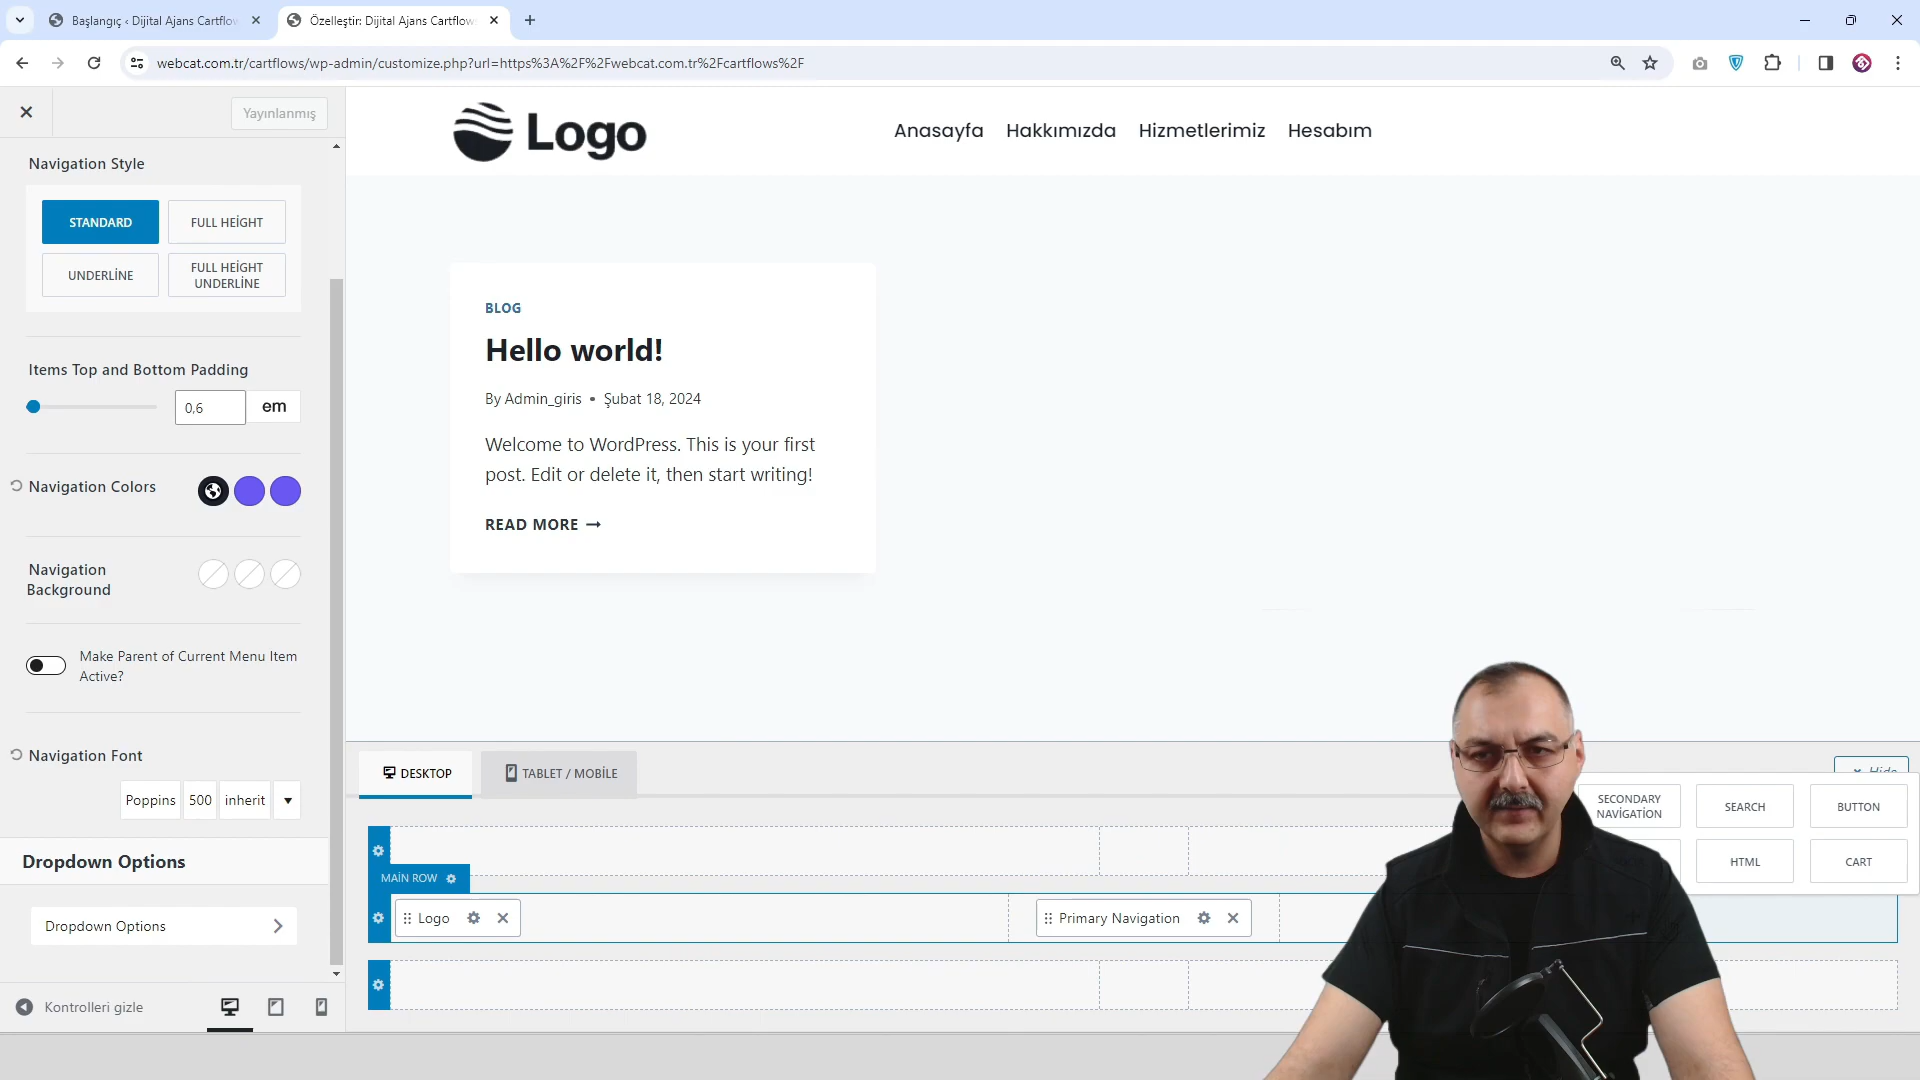 Başlangıç ‹ Dijital Ajans Cartflow
Özelleştir: Dijital Ajans Cartflow
webcat.com.tr/cartflows/wp-admin/customize.php?url=https%3A%2F%2Fwebcat.com.tr%2Fcartflows%2F
Yayınlanmış
Navigation Style
STANDARD
FULL HEİGHT
UNDERLİNE
FULL HEİGHT
UNDERLİNE
Items Top and Bottom Padding
0,6
em
Navigation Colors
Navigation
Background
Make Parent of Current Menu Item
Active?
Navigation Font
Poppins 500 inherit
Dropdown Options
Dropdown Options
Kontrolleri gizle
Logo
Anasayfa Hakkımızda Hizmetlerimiz Hesabım
BLOG
Hello world!
By Admin_giris • Şubat 18, 2024
Welcome to WordPress. This is your first
post. Edit or delete it, then start writing!
READ MORE →
DESKTOP
TABLET / MOBİLE
Hide
SECONDARY
NAVİGATİON
SEARCH
BUTTON
HTML
CART
MAİN ROW
Logo
Primary Navigation